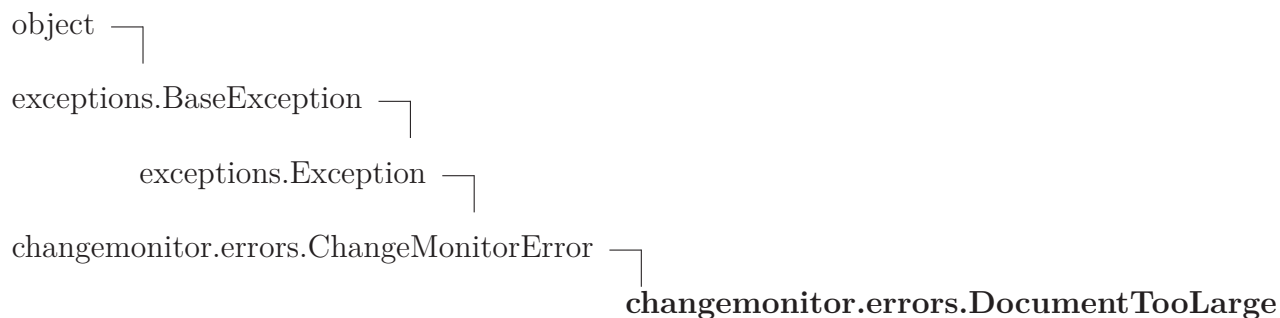 object
exceptions.BaseException
exceptions.Exception
changemonitor.errors.ChangeMonitorError
changemonitor.errors.DocumentTooLarge